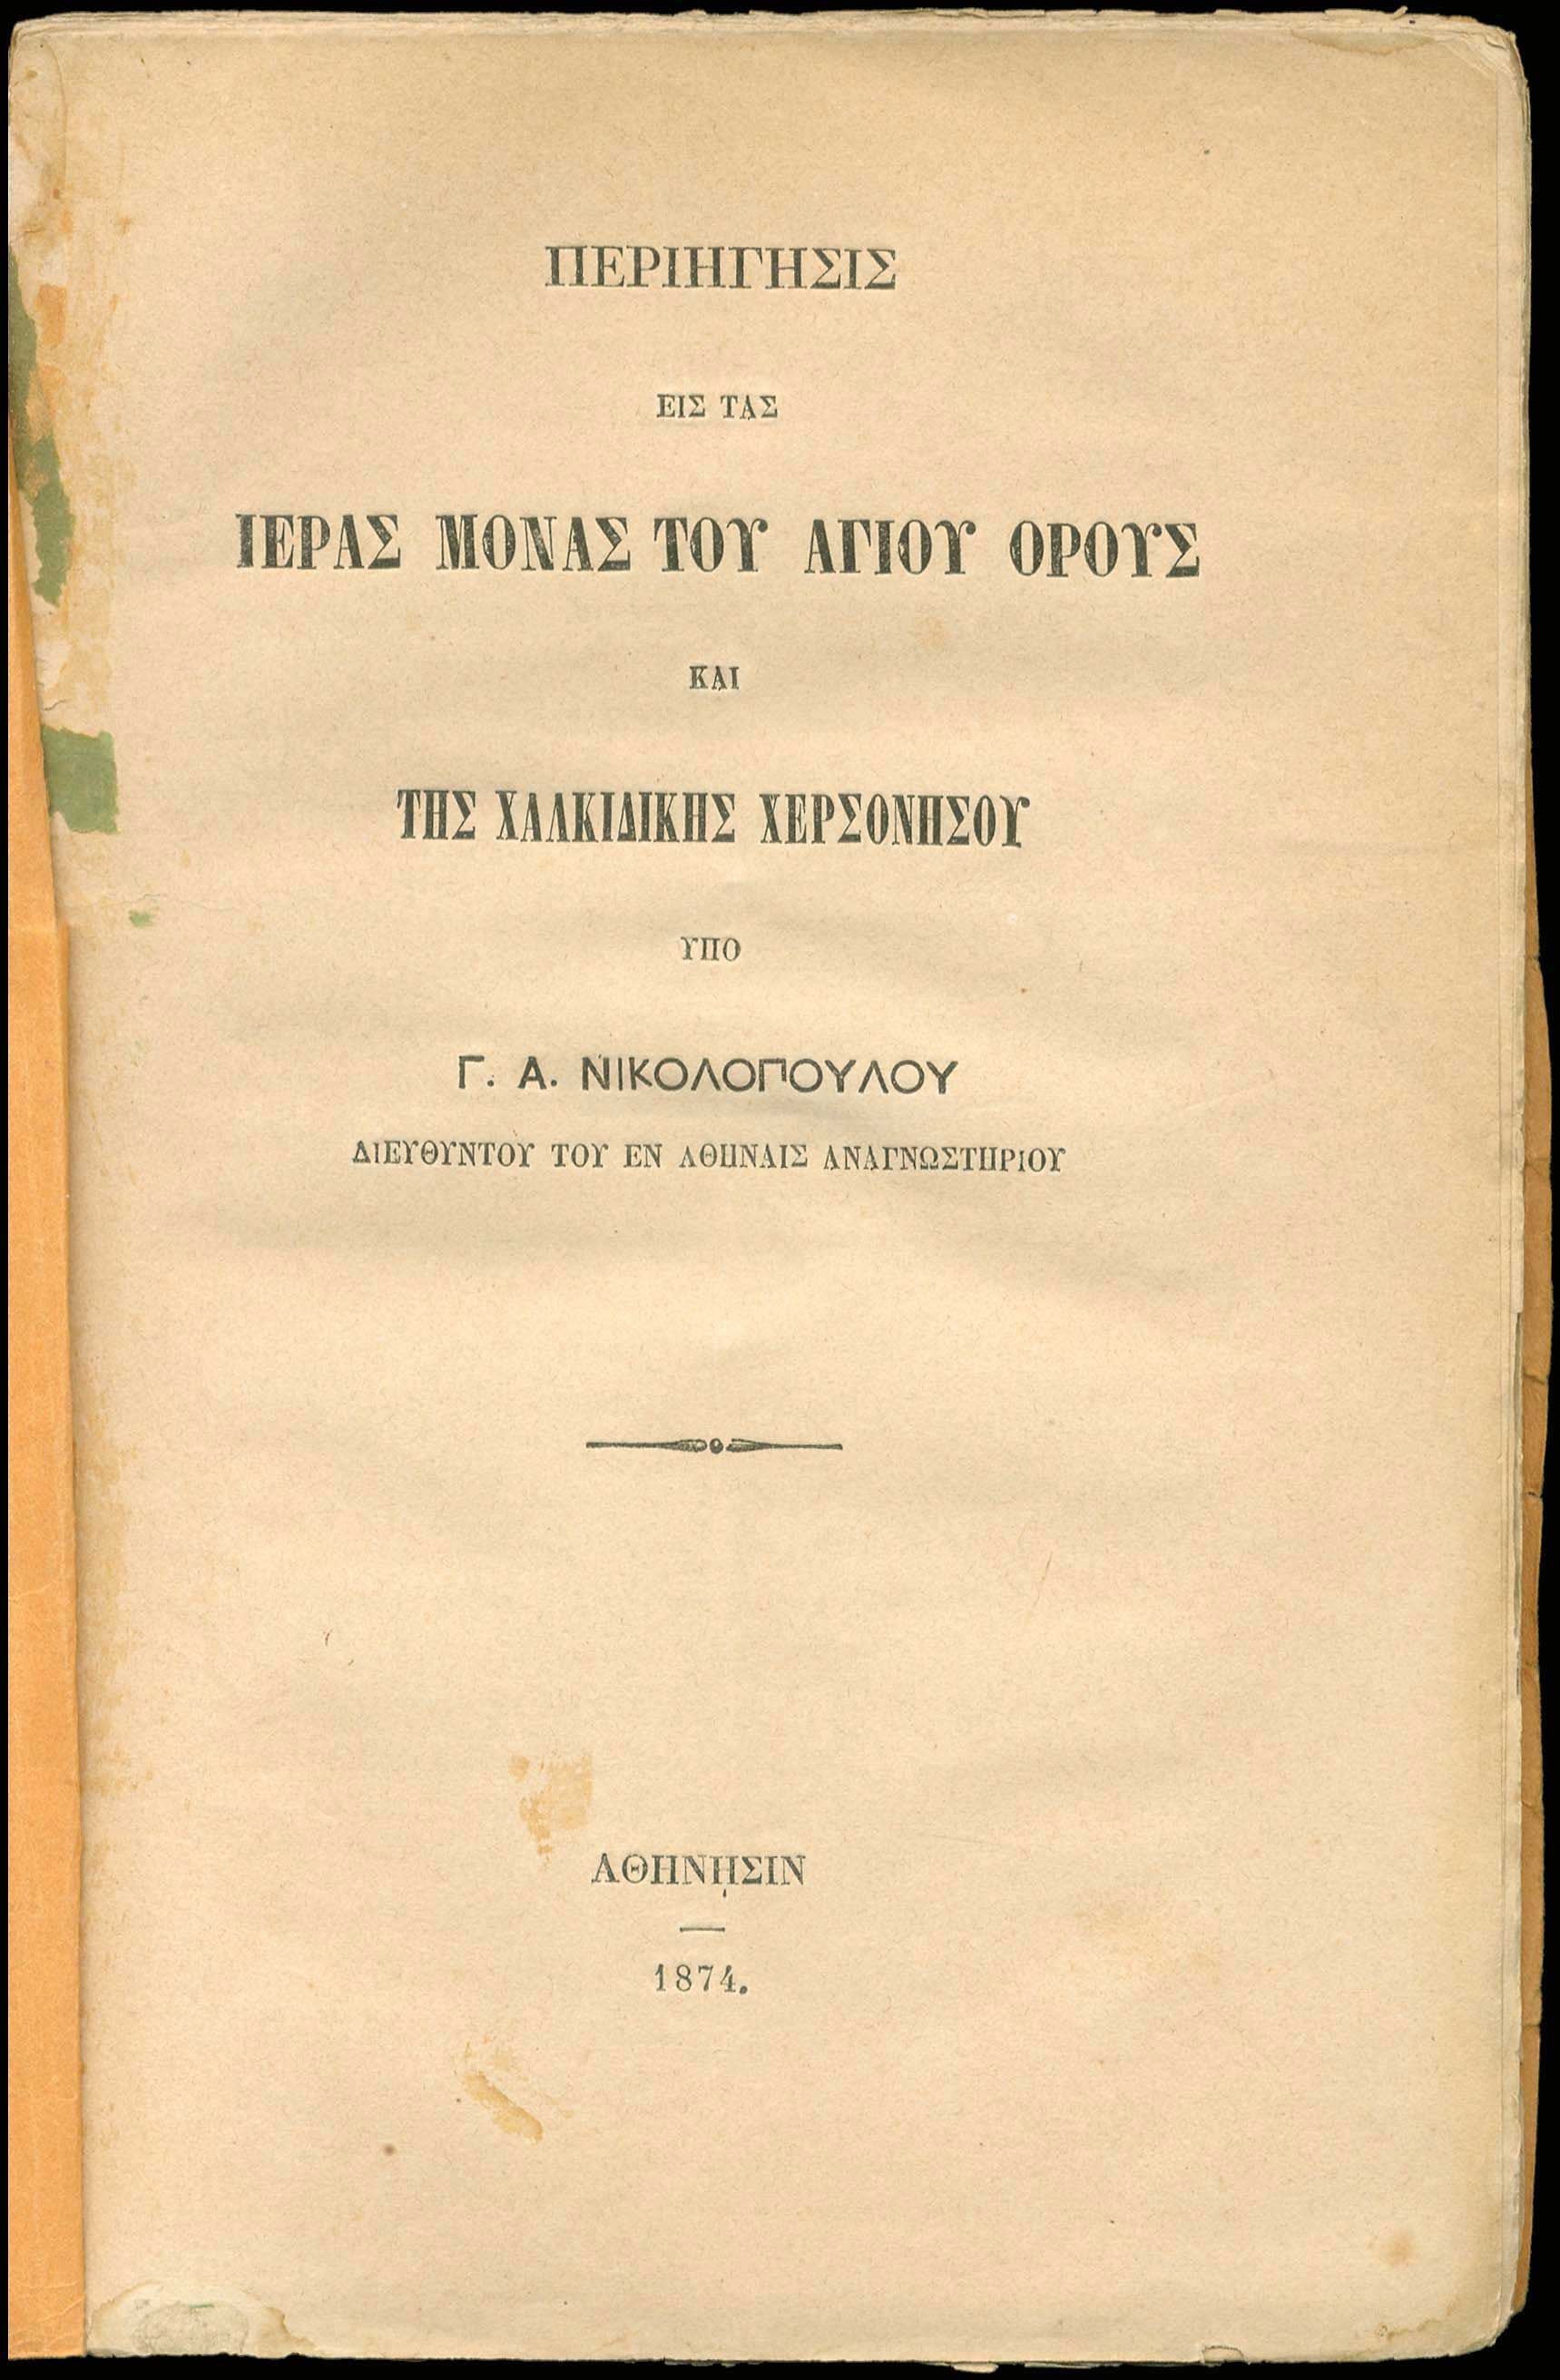 ΠΕΡΙΗΓΗΣΙΣ
ΕΙΣ ΤΑΣ
ΙΕΡΑΣ ΜΟΝΑΣ ΤΟΥ ΑΓΙΟΥ ΟΡΟΥΣ
ΚΑΙ
ΤΗΣ ΧΑΛΚΙΔΙΚΗΣ ΧΕΡΣΟΝΗΣΟΥ
ΥΠΟ
Γ. Α. ΝΙΚΟΛΟΠΟΥΛΟΥ
ΔΙΕΥΘΥΝΤΟΥ ΤΟΥ ΕΝ ΑΘΗΝΑΙΣ ΑΝΑΓΝΩΣΤΗΡΙΟΥ
ΑΘΗΝῌΣΙΝ
1874.